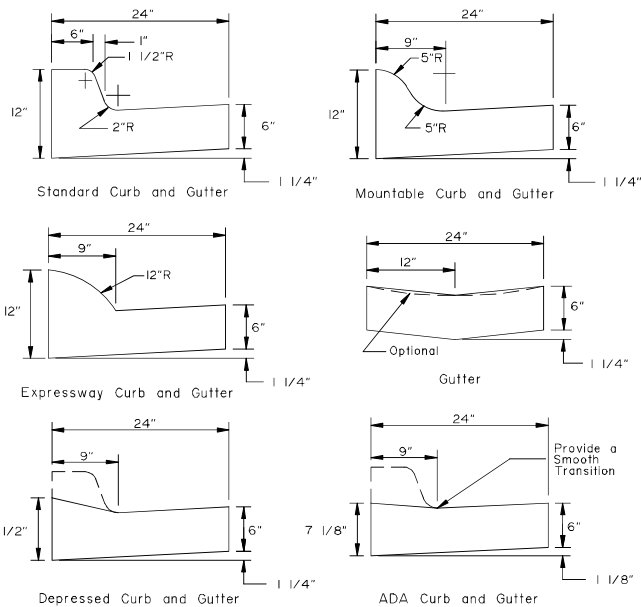 24"
6"
1"
1 1/2"R
12"
2"R
6"
1 1/4"
Standard Curb and Gutter
24"
9"
5"R
12"
5"R
6"
1 1/4"
Mountable Curb and Gutter
24"
9"
12"R
12"
6"
1 1/4"
Expressway Curb and Gutter
24"
12"
6"
Optional
1 1/4"
Gutter
24"
9"
1/2"
6"
1 1/4"
Depressed Curb and Gutter
24"
9"
Provide a
Smooth
Transition
7 1/8"
6"
1 1/8"
ADA Curb and Gutter